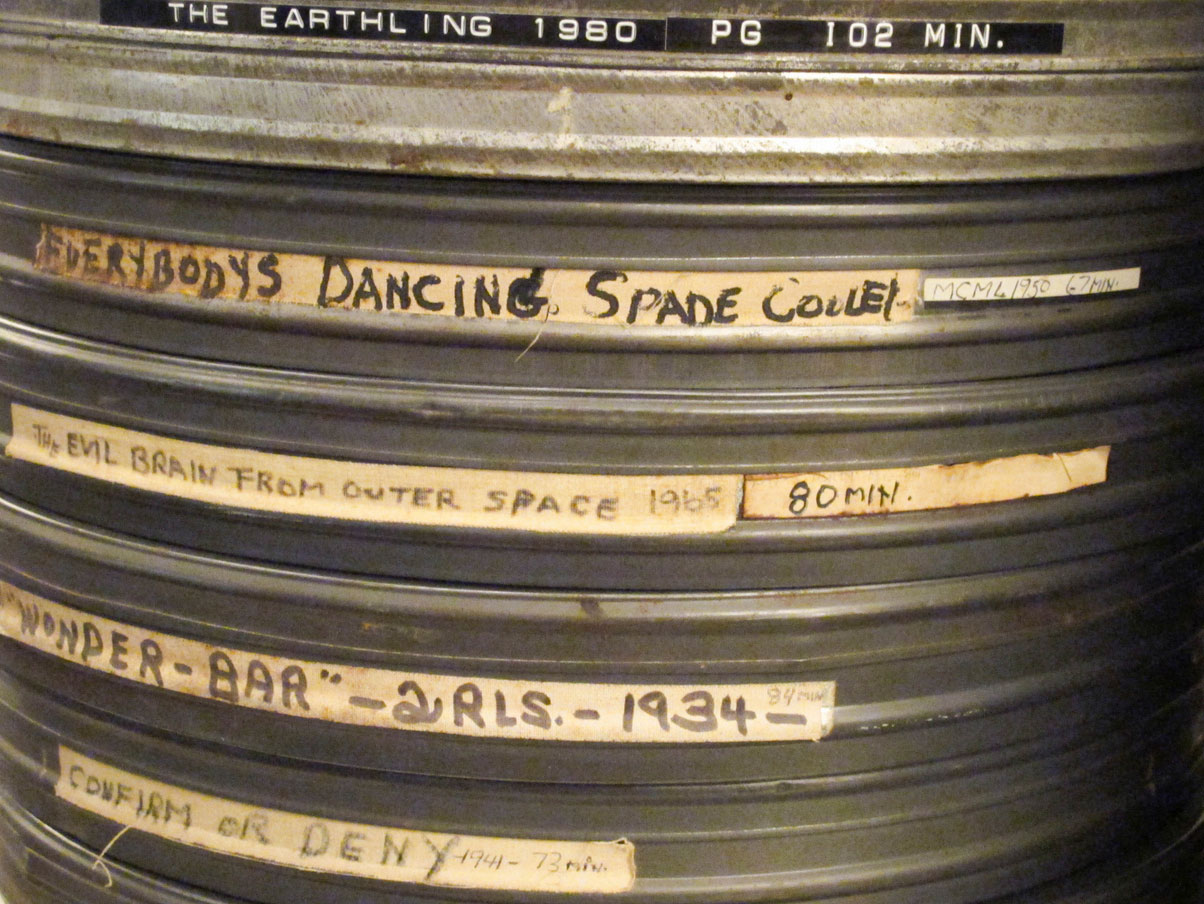 THE EARTHLING 1980 PG 102 MIN.
EVERYBODYS DANCING, SPADE COOLEY MCML 1950 67 MIN.
THE EVIL BRAIN FROM OUTER SPACE 1965 80 MIN.
"WONDER-BAR" - 2 RLS. - 1934 - 84 MIN
CONFIRM OR DENY - 1941 - 73 MIN.